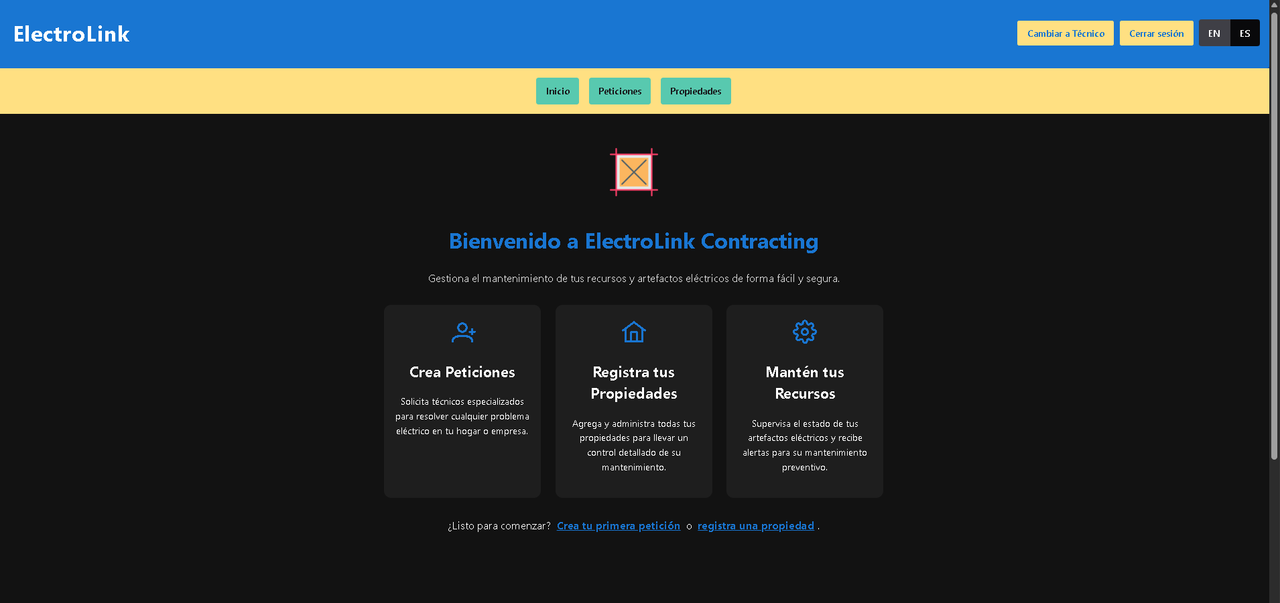 ElectroLink
Cambiar a Técnico
Cerrar sesión
EN
ES
Inicio
Peticiones
Propiedades
Bienvenido a ElectroLink Contracting
Gestiona el mantenimiento de tus recursos y artefactos eléctricos de forma fácil y segura.
Crea Peticiones
Solicita técnicos especializados
para resolver cualquier problema
eléctrico en tu hogar o empresa.
Registra tus
Propiedades
Agrega y administra todas tus
propiedades para llevar un
control detallado de su
mantenimiento.
Mantén tus
Recursos
Supervisa el estado de tus
artefactos eléctricos y recibe
alertas para su mantenimiento
preventivo.
¿Listo para comenzar? Crea tu primera petición o registra una propiedad .